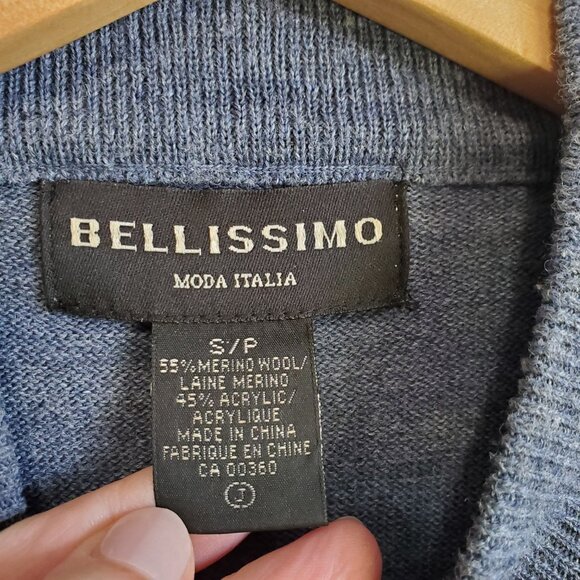 BELLISSIMO
MODA ITALIA
S/P
55% MERINO WOOL/
LAINE MERINO
45% ACRYLIC/
ACRYLIQUE
MADE IN CHINA
FABRIQUE EN CHINE
CA 00360
J